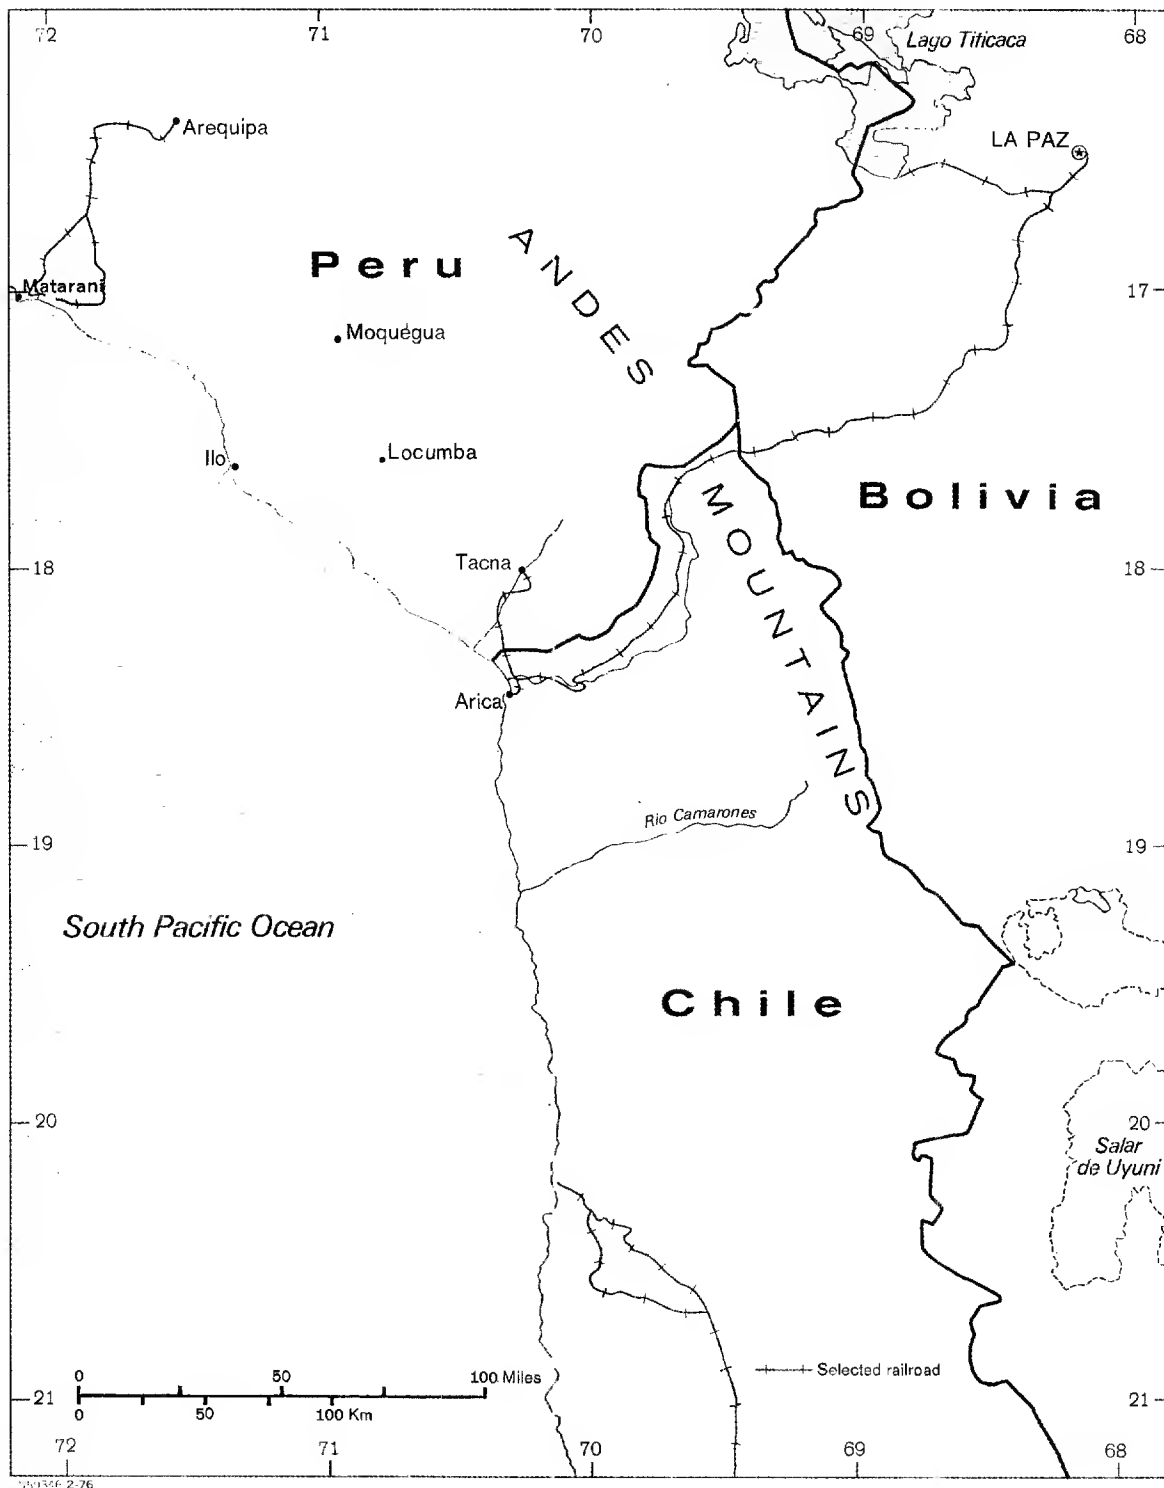 72
71
70
69
68
Lago Titicaca
Arequipa
LA PAZ
Peru
ANDES
Matarani
17
Moquegua
Ilo
Locumba
Bolivia
MOUNTAINS
Tacna
18
18
Arica
Rio Camarones
19
19
South Pacific Ocean
Chile
20
20
Salar
de Uyuni
0 50 100 Miles
0 50 100 Km
Selected railroad
21
21
72
71
70
69
68